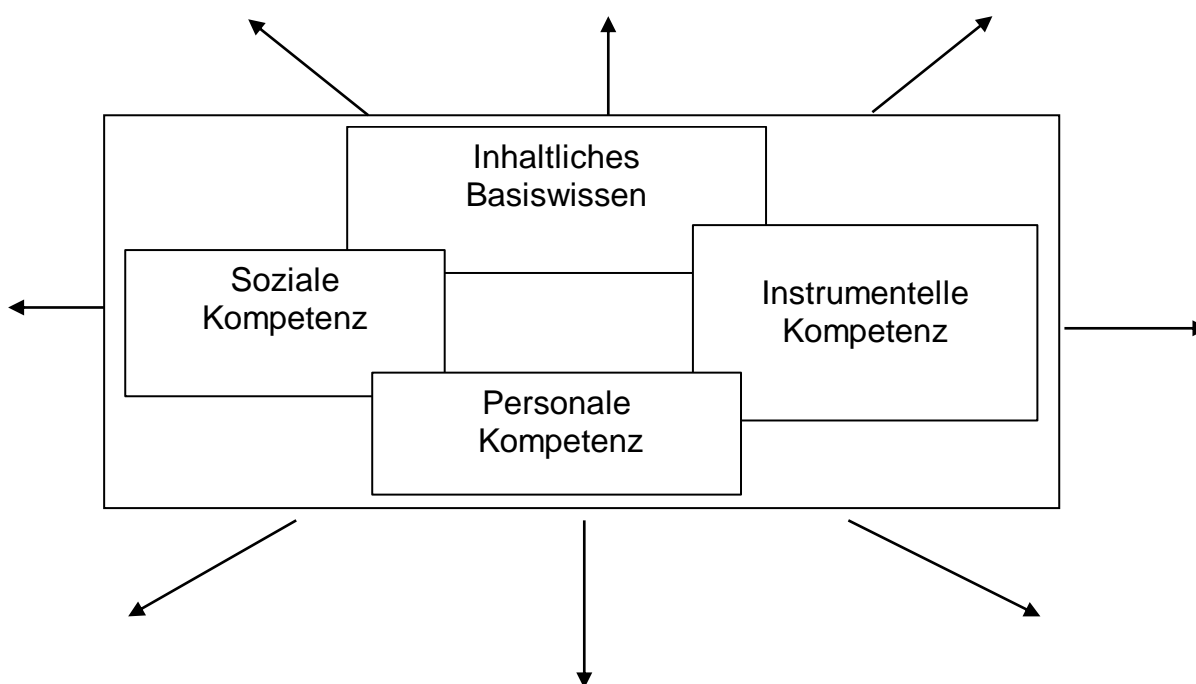 Inhaltliches
Basiswissen
Soziale
Kompetenz
Instrumentelle
Kompetenz
Personale
Kompetenz